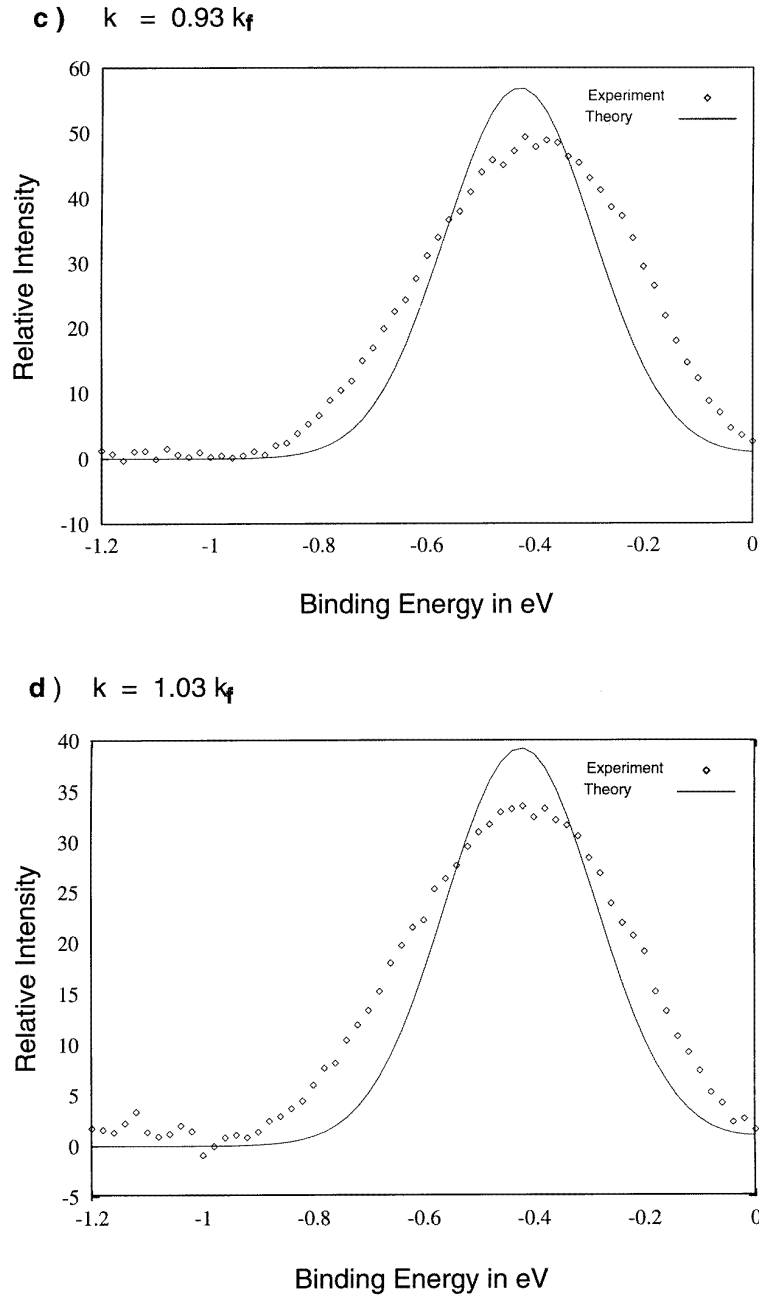 c ) k = 0.93 kf
60
50
40
30
20
10
0
-10
Relative Intensity
Experiment
Theory
-1.2 -1 -0.8 -0.6 -0.4 -0.2 0
Binding Energy in eV
d ) k = 1.03 kf
40
35
30
25
20
15
10
5
0
-5
Relative Intensity
Experiment
Theory
-1.2 -1 -0.8 -0.6 -0.4 -0.2 0
Binding Energy in eV